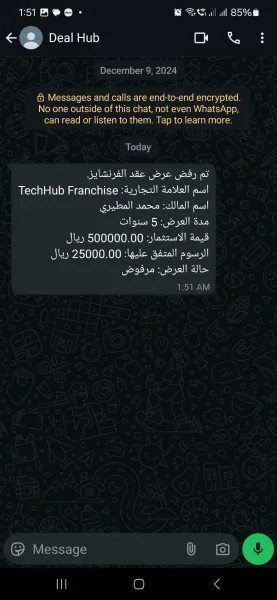 1:51
85%
Deal Hub
December 9, 2024
Messages and calls are end-to-end encrypted.
No one outside of this chat, not even WhatsApp,
can read or listen to them. Tap to learn more.
Today
تم رفض عرض عقد الفرنشايز.
اسم العلامة التجارية: TechHub Franchise
اسم المالك: محمد المطيري
مدة العرض: 5 سنوات
قيمة الاستثمار: 500000.00 ريال
الرسوم المتفق عليها: 25000.00 ريال
حالة العرض: مرفوض
1:51 AM
Message